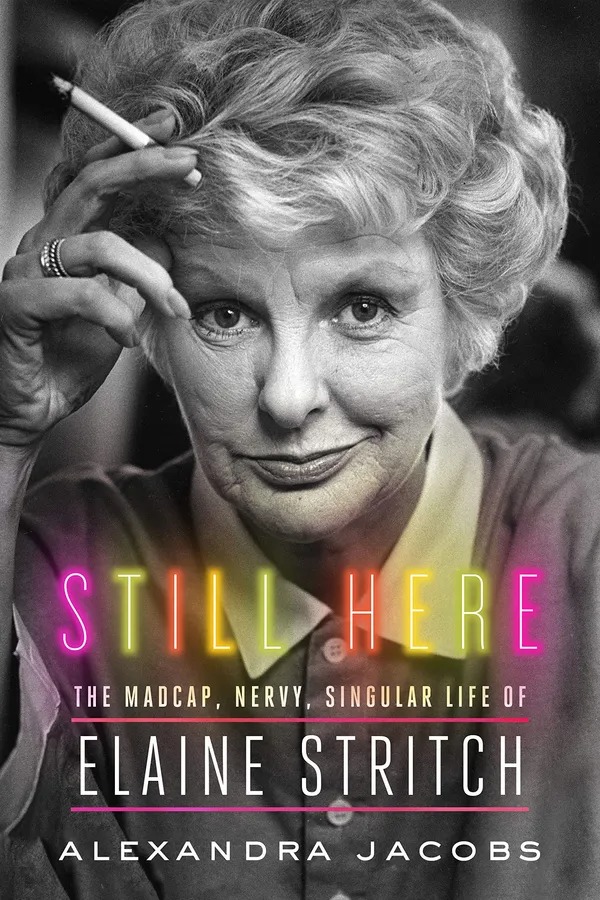 STILL HERE
THE MADCAP, NERVY, SINGULAR LIFE OF
ELAINE STRITCH
ALEXANDRA JACOBS